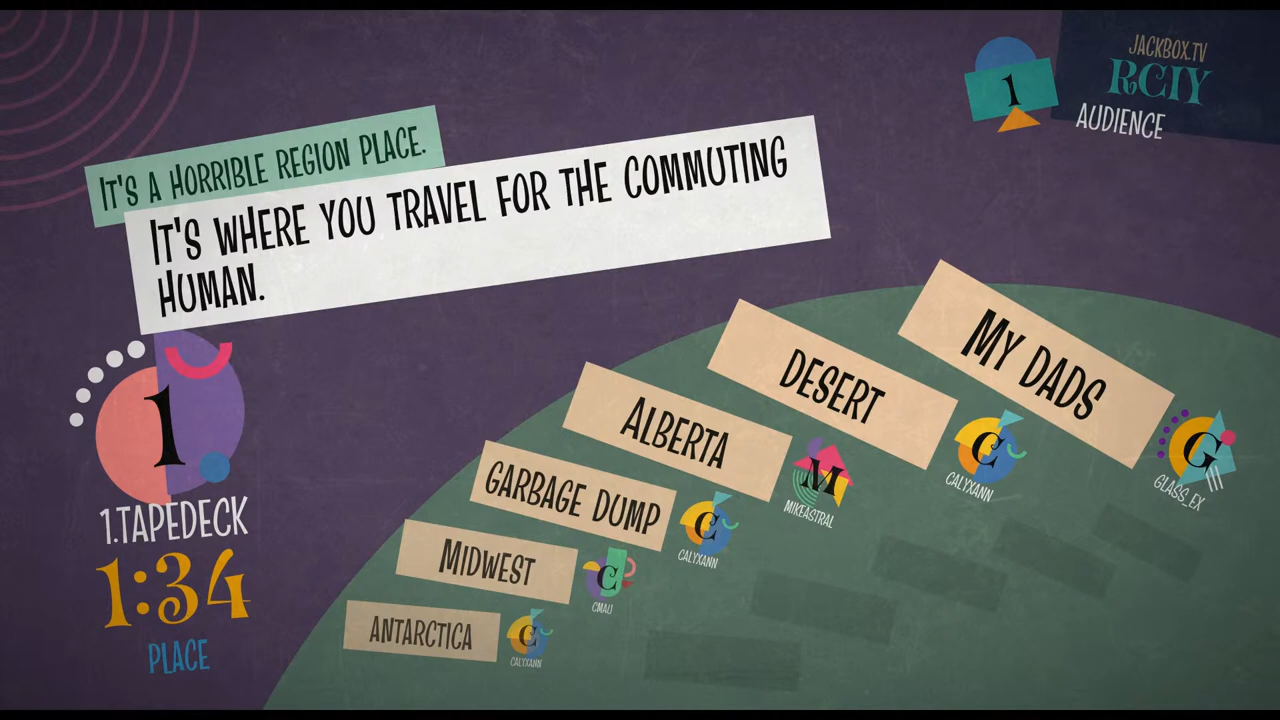 JACKBOX.TV
RCIY
1
AUDIENCE
IT'S A HORRIBLE REGION PLACE.
IT'S WHERE YOU TRAVEL FOR THE COMMUTING
HUMAN.
1
1.TAPEDECK
1:34
PLACE
MY DADS
G
GLASS_EX
DESERT
C
CALYXANN
ALBERTA
M
MIKEASTRAL
GARBAGE DUMP
C
CALYXANN
MIDWEST
C
CMAU
ANTARCTICA
C
CALYXANN